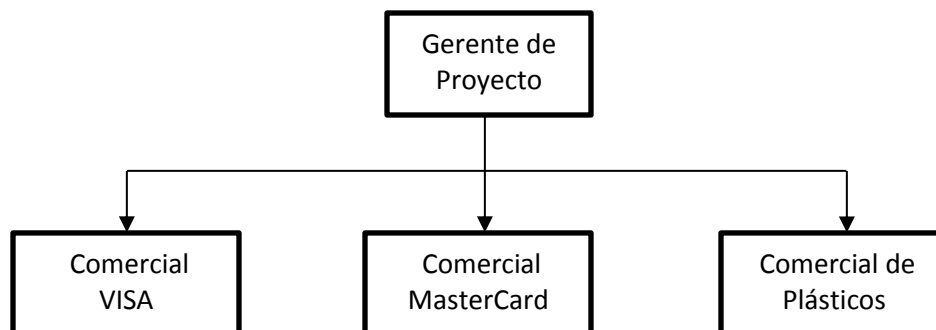 Gerente de
Proyecto
Comercial
VISA
Comercial
MasterCard
Comercial de
Plásticos